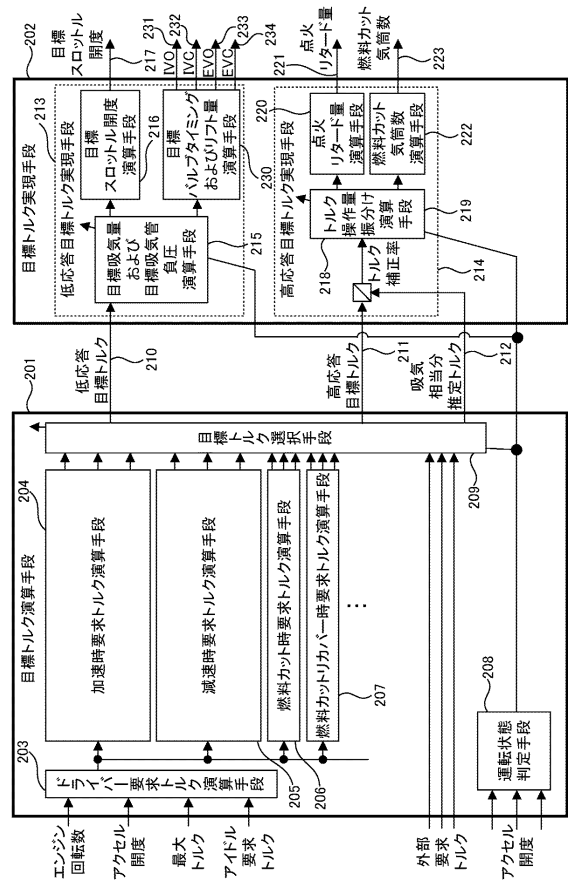 目標トルク演算手段
201
エンジン
回転数
アクセル
開度
最大
トルク
アイドル
要求
トルク
203
ドライバー要求トルク演算手段
204
加速時要求トルク演算手段
減速時要求トルク演算手段
205
燃料カット時要求トルク演算手段
206
燃料カットリカバー時要求トルク演算手段
207
…
外部
要求
トルク
アクセル
開度
208
運転状態
判定手段
目標トルク選択手段
209
低応答
目標トルク
210
高応答
目標トルク
211
吸気
相当分
推定トルク
212
目標トルク実現手段
202
213
低応答目標トルク実現手段
目標吸気量
および
目標吸気管
負圧
演算手段
215
目標
スロットル開度
演算手段
216
目標
バルブタイミング
およびリフト量
演算手段
230
目標
スロットル
開度
217
231
IVO
232
IVC
233
EVO
234
EVC
高応答目標トルク実現手段
214
トルク
補正率
218
トルク
操作量
振分け
演算
手段
219
220
点火
リタード量
演算手段
燃料カット
気筒数
演算手段
222
点火
リタード量
221
燃料カット
気筒数
223